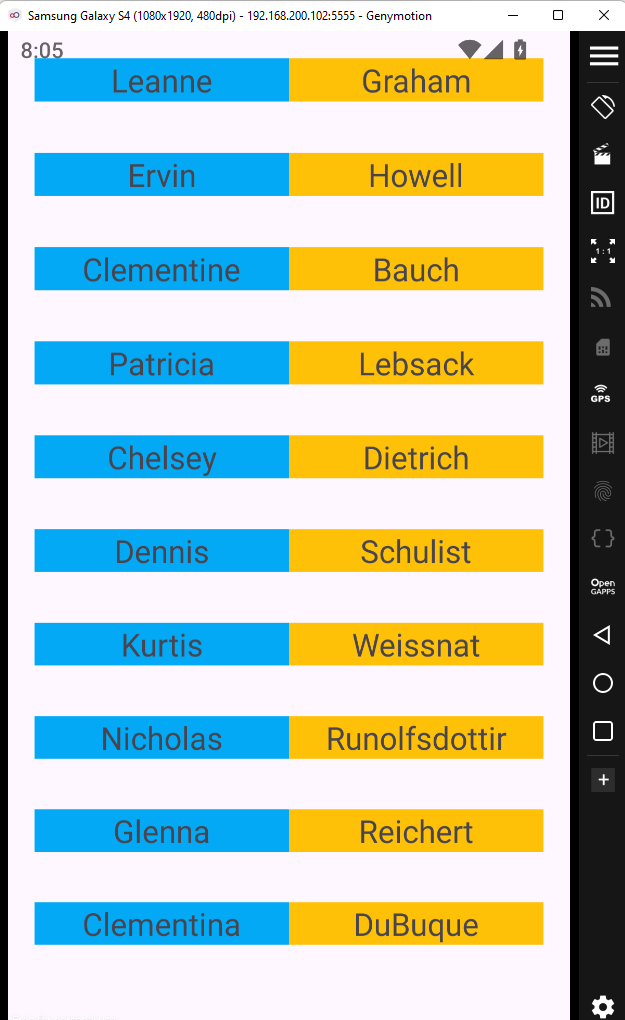 Samsung Galaxy S4 (1080x1920, 480dpi) - 192.168.200.102:5555 - Genymotion
8:05
Leanne Graham
Ervin Howell
Clementine Bauch
Patricia Lebsack
Chelsey Dietrich
Dennis Schulist
Kurtis Weissnat
Nicholas Runolfsdottir
Glenna Reichert
Clementina DuBuque
ID
1 : 1
GPS
Open
GAPPS